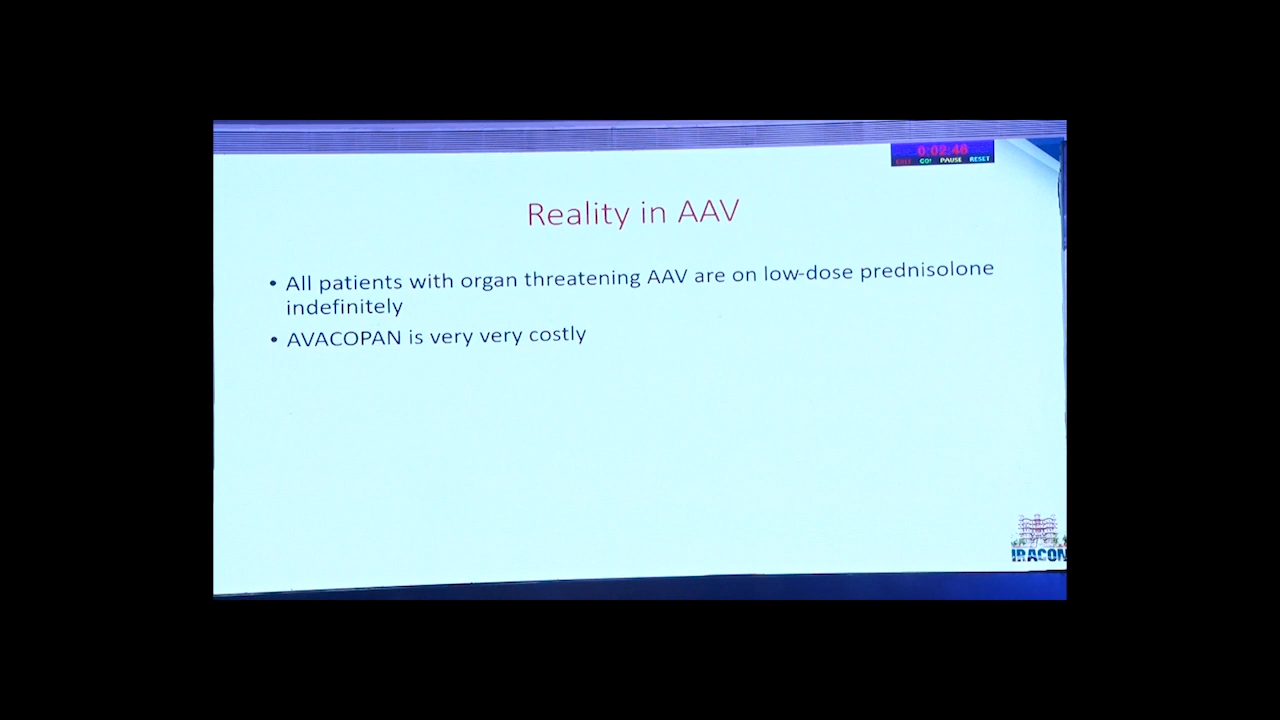 0:02:46
GO! PAUSE RESET
Reality in AAV
• All patients with organ threatening AAV are on low-dose prednisolone
indefinitely
• AVACOPAN is very very costly
IRACON